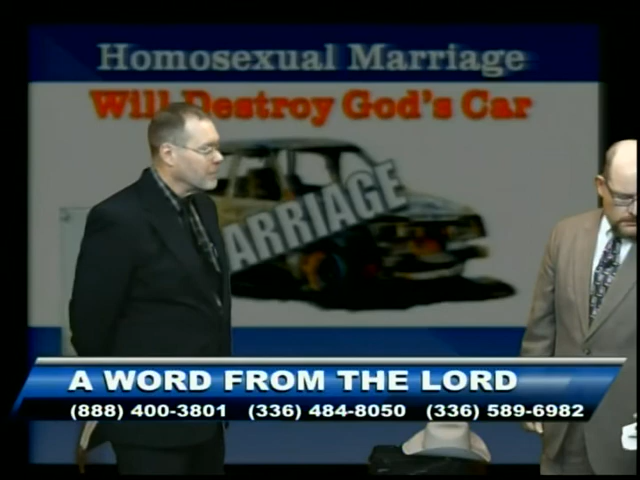 Homosexual Marriage
Will Destroy God's Car
ARRIAGE
A WORD FROM THE LORD
(888) 400-3801 (336) 484-8050 (336) 589-6982